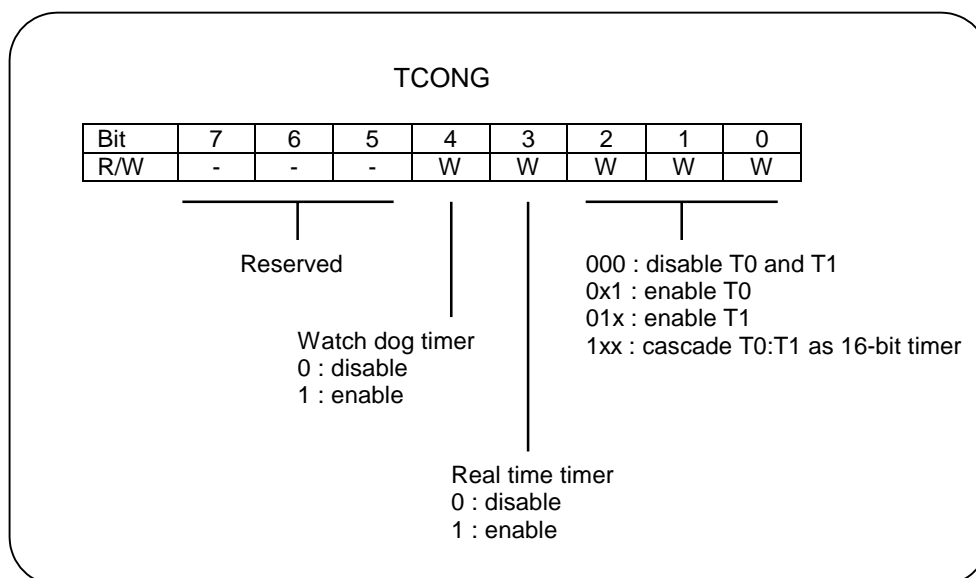 TCONG
Bit 7 6 5 4 3 2 1 0
R/W - - - W W W W W
Reserved
000 : disable T0 and T1
0x1 : enable T0
01x : enable T1
1xx : cascade T0:T1 as 16-bit timer
Watch dog timer
0 : disable
1 : enable
Real time timer
0 : disable
1 : enable